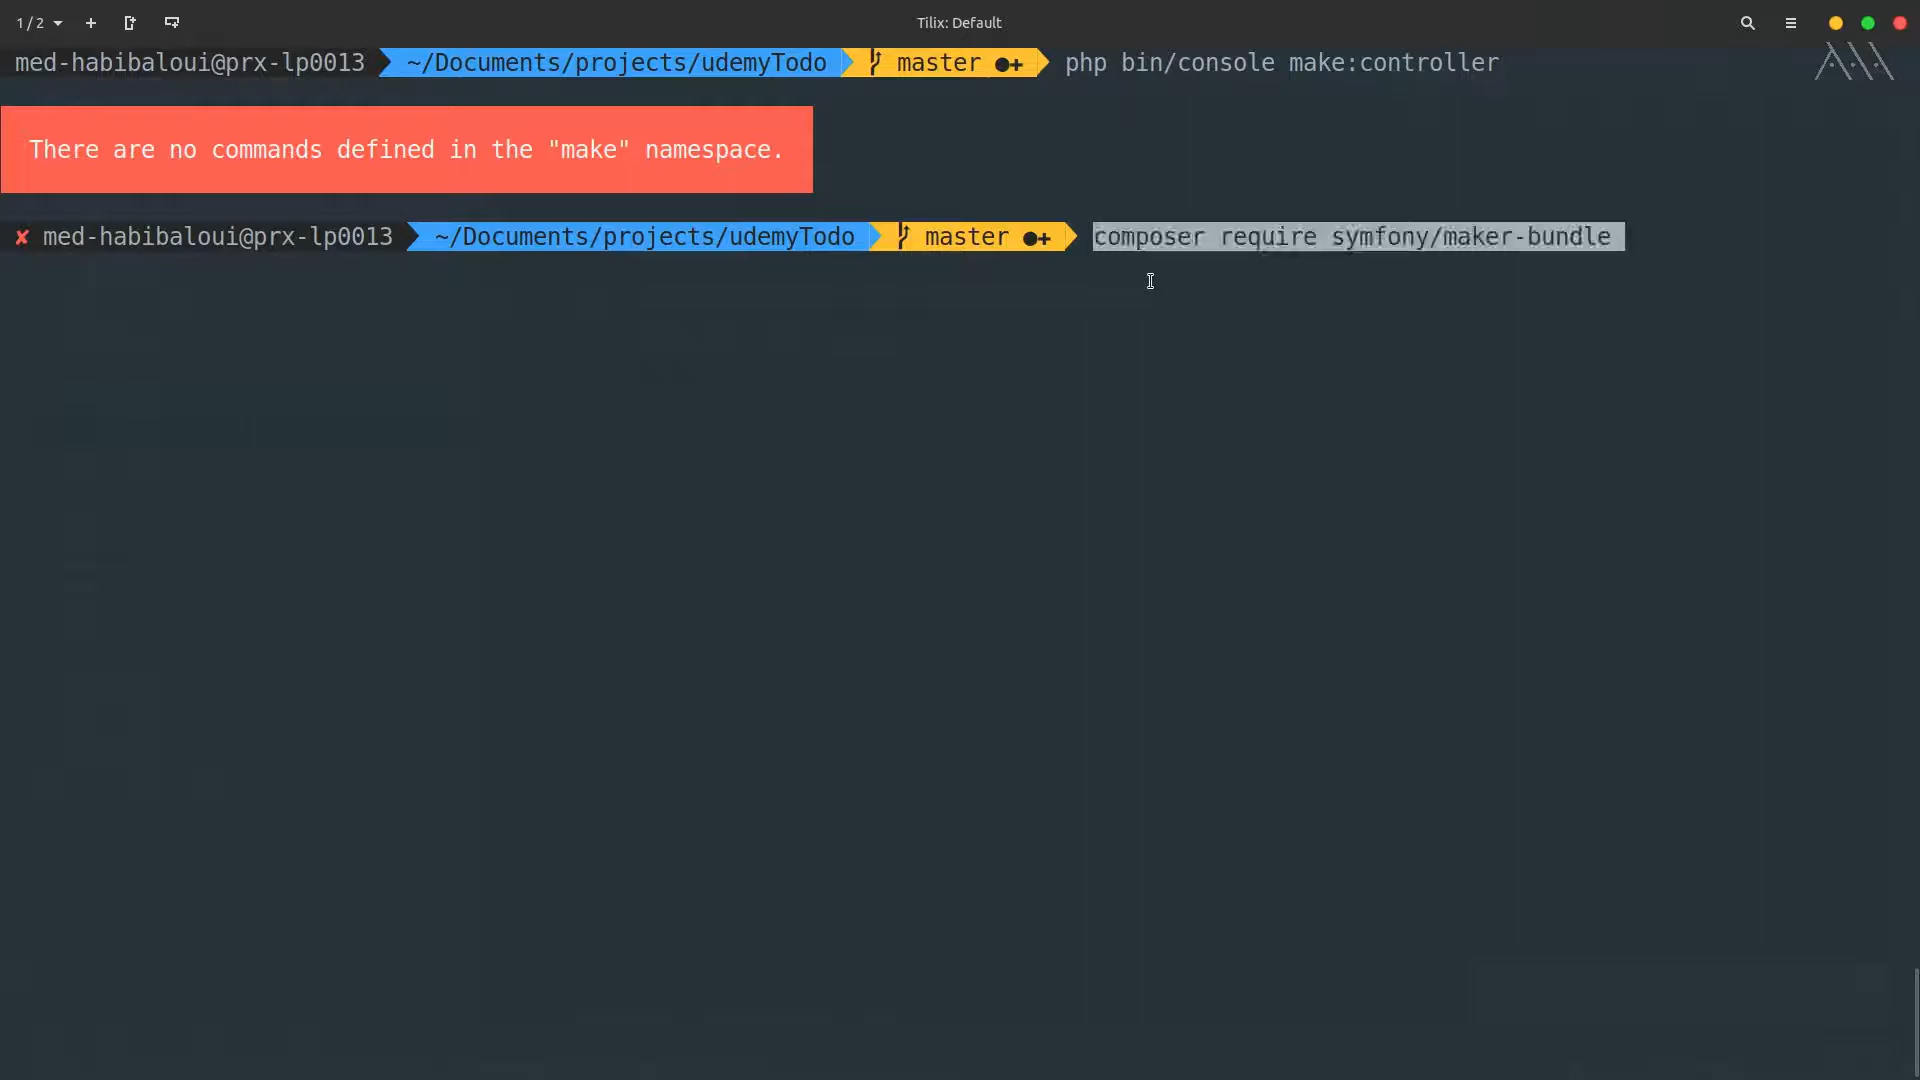 1 / 2
Tilix: Default
med-habibaloui@prx-lp0013 ~/Documents/projects/udemyTodo master ●+ php bin/console make:controller
There are no commands defined in the "make" namespace.
✘ med-habibaloui@prx-lp0013 ~/Documents/projects/udemyTodo master ●+ composer require symfony/maker-bundle